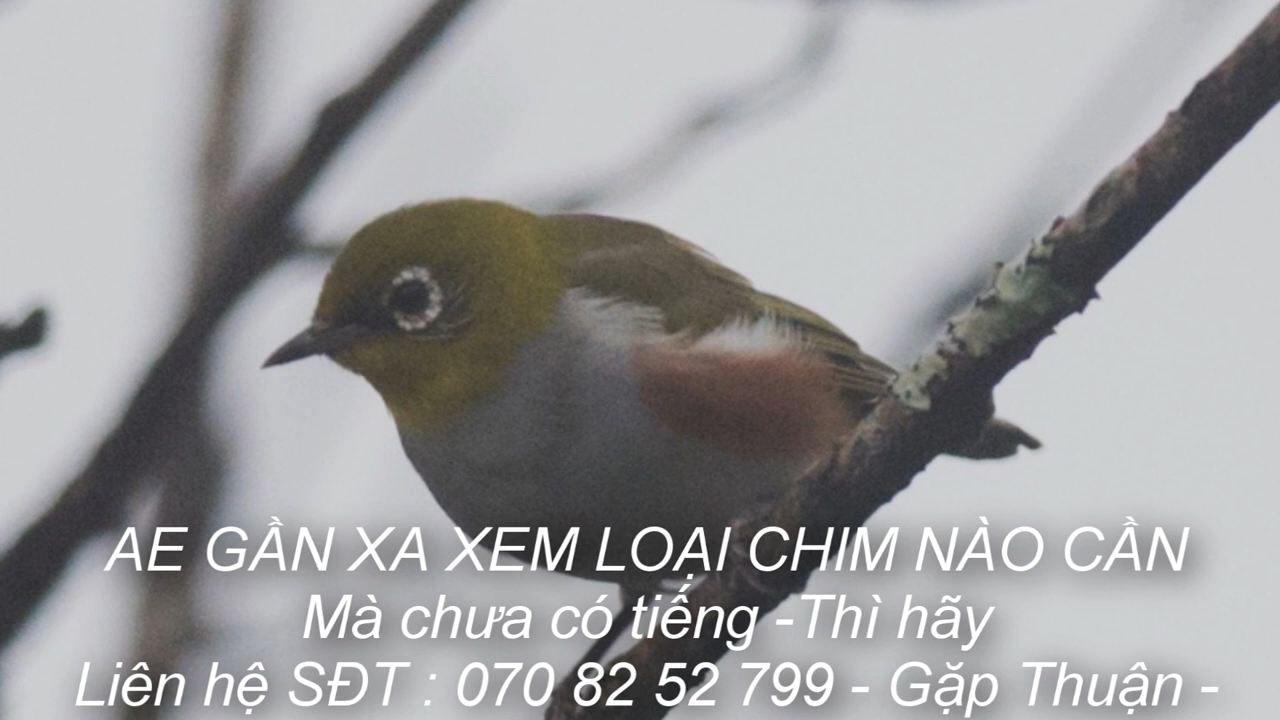 AE GẦN XA XEM LOẠI CHIM NÀO CẦN
Mà chưa có tiếng -Thì hãy
Liên hệ SĐT : 070 82 52 799 - Gặp Thuận -